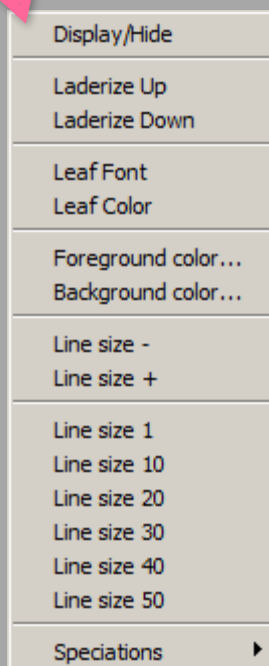 Display/Hide
Laderize Up
Laderize Down
Leaf Font
Leaf Color
Foreground color...
Background color...
Line size -
Line size +
Line size 1
Line size 10
Line size 20
Line size 30
Line size 40
Line size 50
Speciations